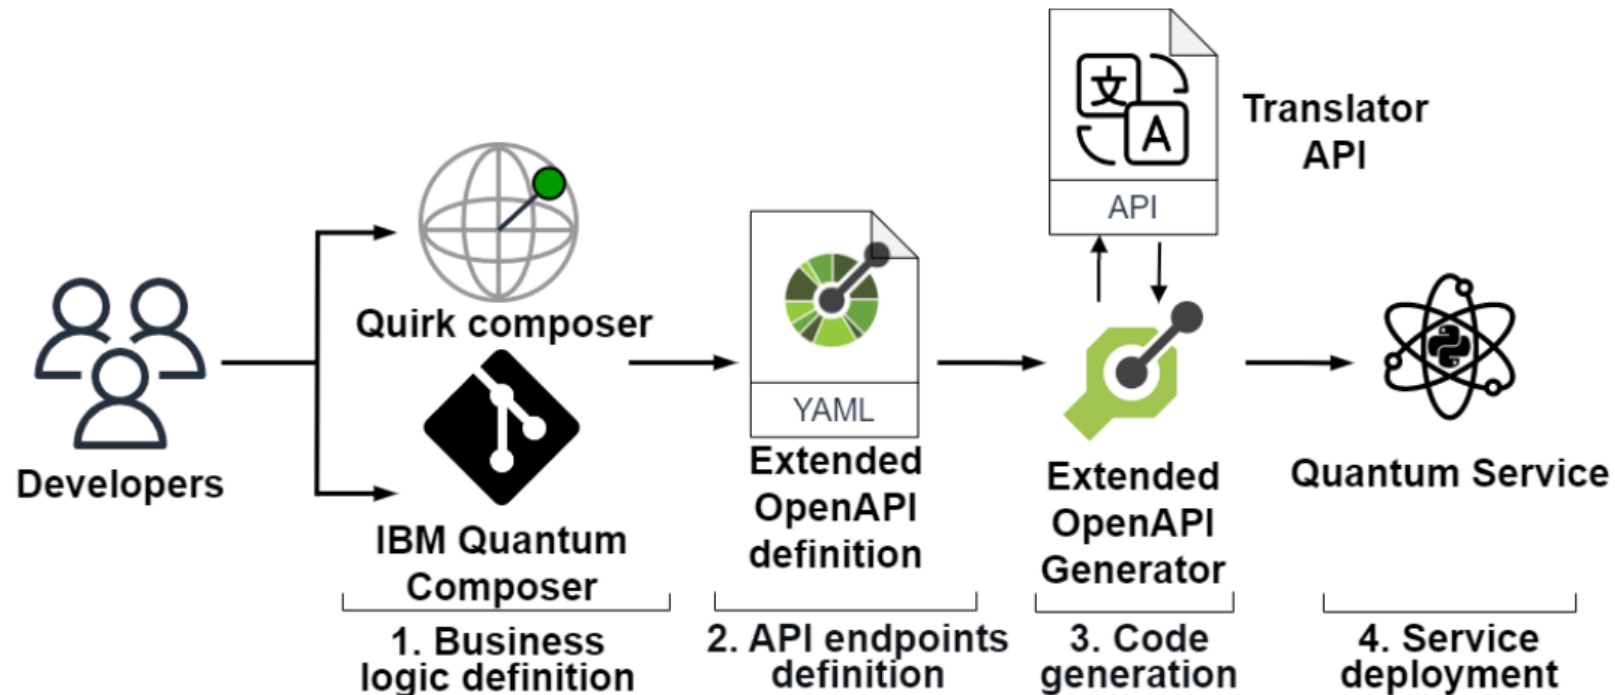 Developers
Quirk composer
IBM Quantum
Composer
1. Business
logic definition
YAML
Extended
OpenAPI
definition
2. API endpoints
definition
文
A
API
Translator
API
Extended
OpenAPI
Generator
3. Code
generation
Quantum Service
4. Service
deployment